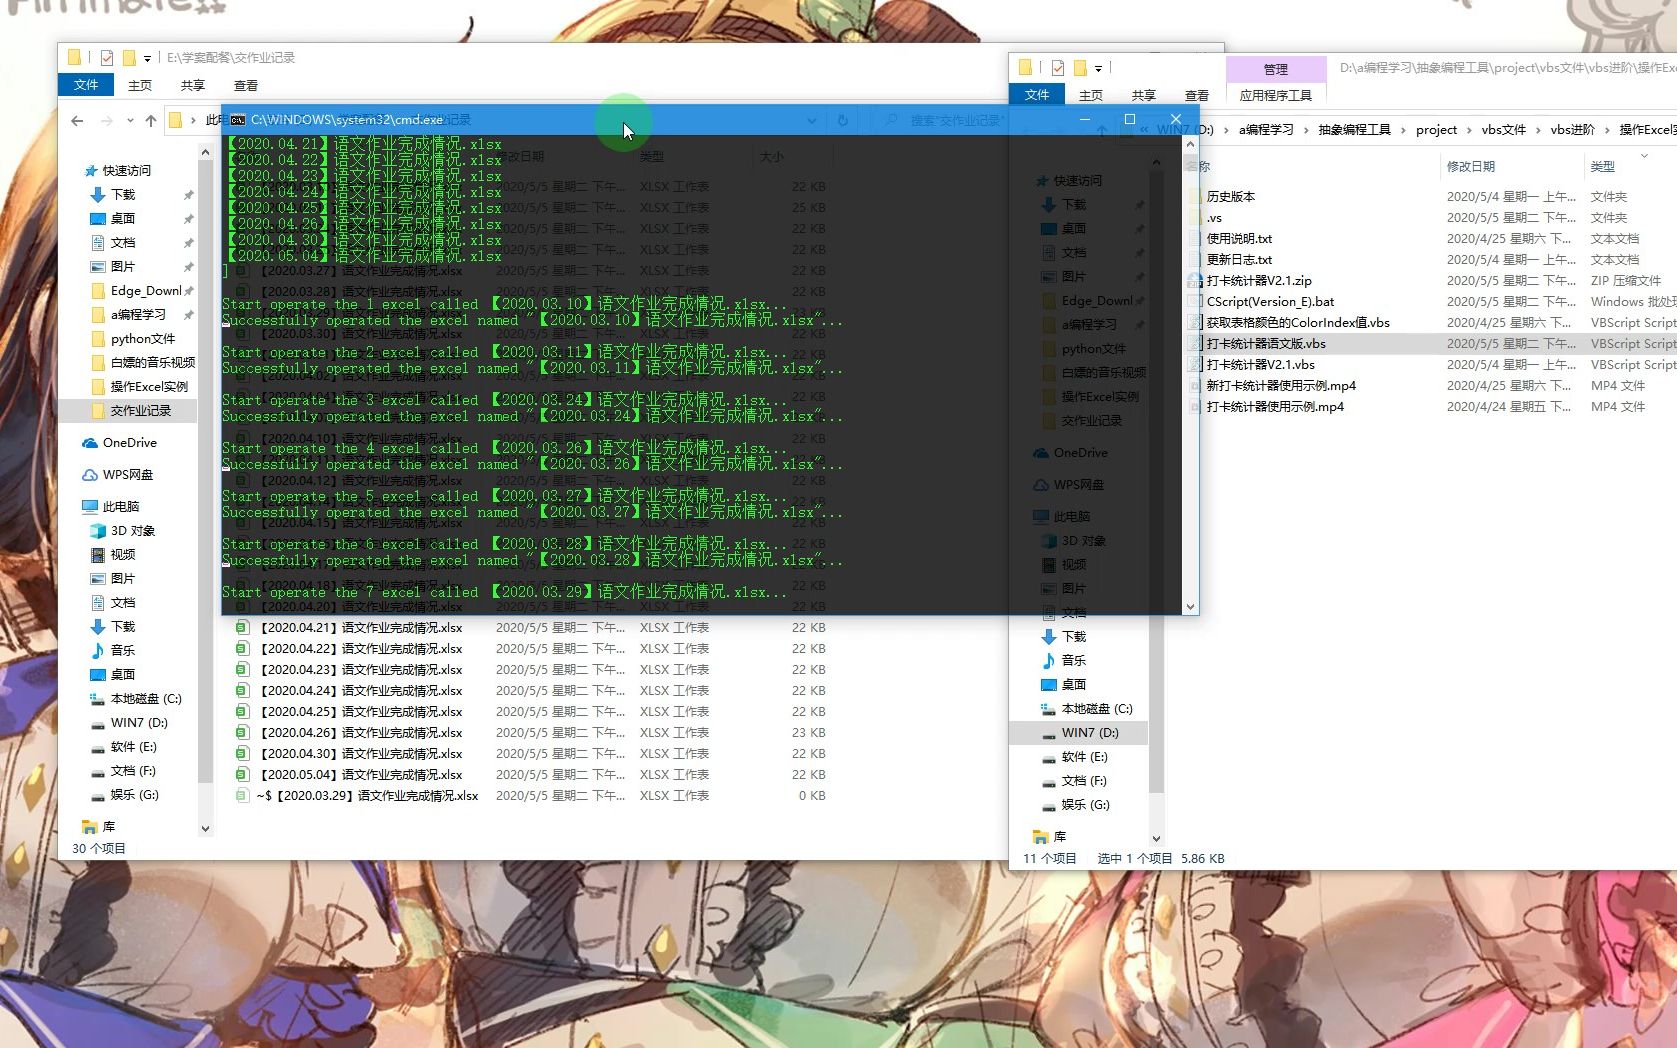 E:\学案配餐\交作业记录
文件 主页 共享 查看
管理
D:\a编程学习\抽象编程工具\project\vbs文件\vbs进阶\操作Exc
文件 主页 共享 查看 应用程序工具
C:\WINDOWS\system32\cmd.exe
WIN7 (D:) › a编程学习 › 抽象编程工具 › project › vbs文件 › vbs进阶 › 操作Excel
快速访问
下载
桌面
文档
图片
Edge_Downl
a编程学习
python文件
白嫖的音乐视频
操作Excel实例
交作业记录
OneDrive
WPS网盘
此电脑
3D 对象
视频
图片
文档
下载
音乐
桌面
本地磁盘 (C:)
WIN7 (D:)
软件 (E:)
文档 (F:)
娱乐 (G:)
库
30 个项目
【2020.04.21】语文作业完成情况.xlsx
【2020.04.22】语文作业完成情况.xlsx
【2020.04.23】语文作业完成情况.xlsx
【2020.04.24】语文作业完成情况.xlsx
【2020.04.25】语文作业完成情况.xlsx
【2020.04.26】语文作业完成情况.xlsx
【2020.04.30】语文作业完成情况.xlsx
【2020.05.04】语文作业完成情况.xlsx
]
Start operate the 1 excel called 【2020.03.10】语文作业完成情况.xlsx...
Successfully operated the excel named "【2020.03.10】语文作业完成情况.xlsx"...
Start operate the 2 excel called 【2020.03.11】语文作业完成情况.xlsx...
Successfully operated the excel named "【2020.03.11】语文作业完成情况.xlsx"...
Start operate the 3 excel called 【2020.03.24】语文作业完成情况.xlsx...
Successfully operated the excel named "【2020.03.24】语文作业完成情况.xlsx"...
Start operate the 4 excel called 【2020.03.26】语文作业完成情况.xlsx...
Successfully operated the excel named "【2020.03.26】语文作业完成情况.xlsx"...
Start operate the 5 excel called 【2020.03.27】语文作业完成情况.xlsx...
Successfully operated the excel named "【2020.03.27】语文作业完成情况.xlsx"...
Start operate the 6 excel called 【2020.03.28】语文作业完成情况.xlsx...
Successfully operated the excel named "【2020.03.28】语文作业完成情况.xlsx"...
Start operate the 7 excel called 【2020.03.29】语文作业完成情况.xlsx...
【2020.04.21】语文作业完成情况.xlsx 2020/5/5 星期二 下午... XLSX 工作表 22 KB
【2020.04.22】语文作业完成情况.xlsx 2020/5/5 星期二 下午... XLSX 工作表 22 KB
【2020.04.23】语文作业完成情况.xlsx 2020/5/5 星期二 下午... XLSX 工作表 22 KB
【2020.04.24】语文作业完成情况.xlsx 2020/5/5 星期二 下午... XLSX 工作表 22 KB
【2020.04.25】语文作业完成情况.xlsx 2020/5/5 星期二 下午... XLSX 工作表 22 KB
【2020.04.26】语文作业完成情况.xlsx 2020/5/5 星期二 下午... XLSX 工作表 23 KB
【2020.04.30】语文作业完成情况.xlsx 2020/5/5 星期二 下午... XLSX 工作表 22 KB
【2020.05.04】语文作业完成情况.xlsx 2020/5/5 星期二 下午... XLSX 工作表 22 KB
~$【2020.03.29】语文作业完成情况.xlsx 2020/5/5 星期二 下午... XLSX 工作表 0 KB
快速访问
下载
桌面
文档
图片
Edge_Downl
a编程学习
python文件
白嫖的音乐视频
操作Excel实例
交作业记录
OneDrive
WPS网盘
此电脑
3D 对象
视频
图片
文档
下载
音乐
桌面
本地磁盘 (C:)
WIN7 (D:)
软件 (E:)
文档 (F:)
娱乐 (G:)
库
修改日期 类型
历史版本 2020/5/4 星期一 上午... 文件夹
.vs 2020/5/5 星期二 下午... 文件夹
使用说明.txt 2020/4/25 星期六 下... 文本文档
更新日志.txt 2020/5/4 星期一 上午... 文本文档
打卡统计器V2.1.zip 2020/5/5 星期二 下午... ZIP 压缩文件
CScript(Version_E).bat 2020/5/5 星期二 下午... Windows 批处
获取表格颜色的ColorIndex值.vbs 2020/4/25 星期六 下... VBScript Script
打卡统计器语文版.vbs 2020/5/5 星期二 下午... VBScript Script
打卡统计器V2.1.vbs 2020/5/4 星期一 上午... VBScript Script
新打卡统计器使用示例.mp4 2020/4/25 星期六 下... MP4 文件
打卡统计器使用示例.mp4 2020/4/24 星期五 下... MP4 文件
11 个项目 选中 1 个项目 5.86 KB